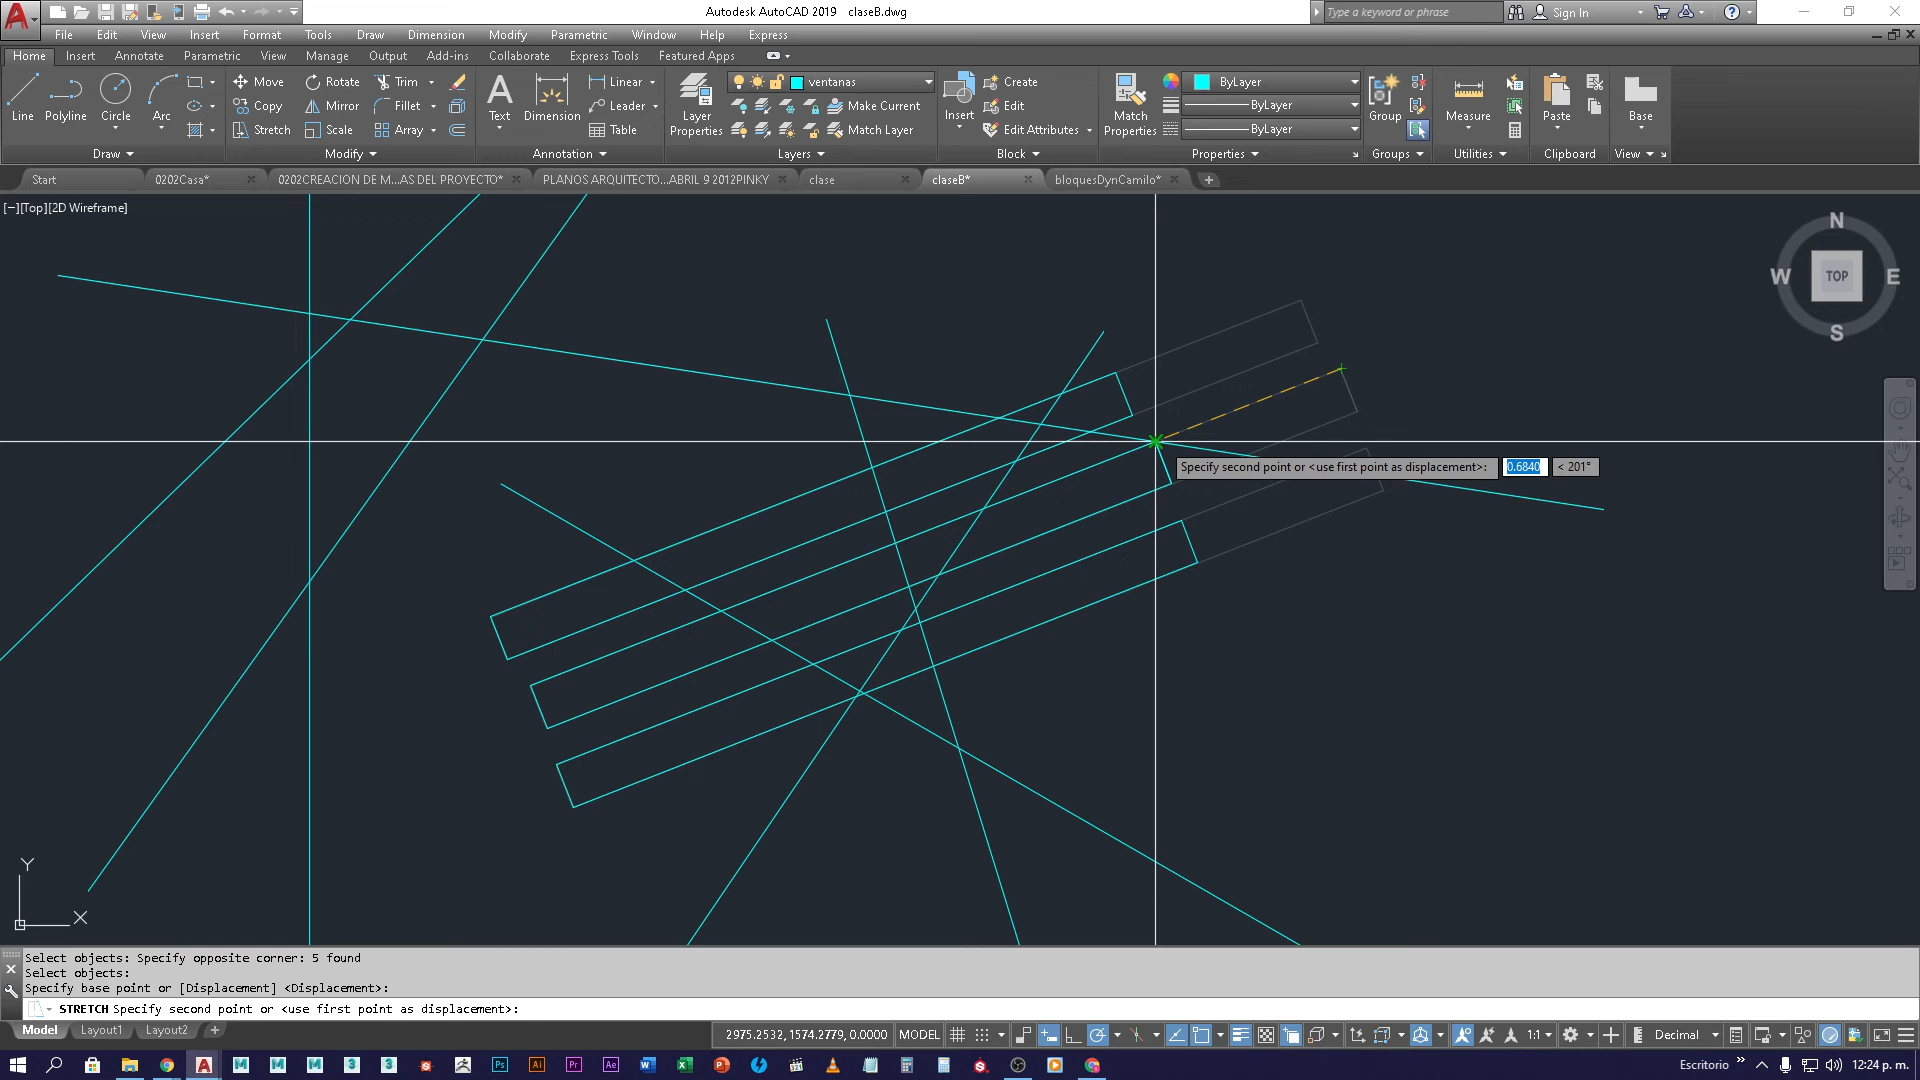 Autodesk AutoCAD 2019 claseB.dwg
Type a keyword or phrase
Sign In
File Edit View Insert Format Tools Draw Dimension Modify Parametric Window Help Express
Home Insert Annotate Parametric View Manage Output Add-ins Collaborate Express Tools Featured Apps
Line Polyline Circle Arc
Move Rotate Trim
Copy Mirror Fillet
Stretch Scale Array
Text Dimension
Linear
Leader
Table
Layer Properties
ventanas
Make Current
Match Layer
Insert
Create
Edit
Edit Attributes
Match Properties
ByLayer
ByLayer
ByLayer
Group
Measure
Paste
Base
Draw Modify Annotation Layers Block Properties Groups Utilities Clipboard View
Start 0202Casa* 0202CREACION DE M...AS DEL PROYECTO* PLANOS ARQUITECTO...ABRIL 9 2012PINKY clase claseB* bloquesDynCamilo*
[−][Top][2D Wireframe]
N
W TOP E
S
Specify second point or <use first point as displacement>: 0.6840 < 201°
Y
X
Select objects: Specify opposite corner: 5 found
Select objects:
Specify base point or [Displacement] <Displacement>:
STRETCH Specify second point or <use first point as displacement>:
Model Layout1 Layout2
2975.2532, 1574.2779, 0.0000 MODEL 1:1 Decimal
Escritorio 12:24 p. m.